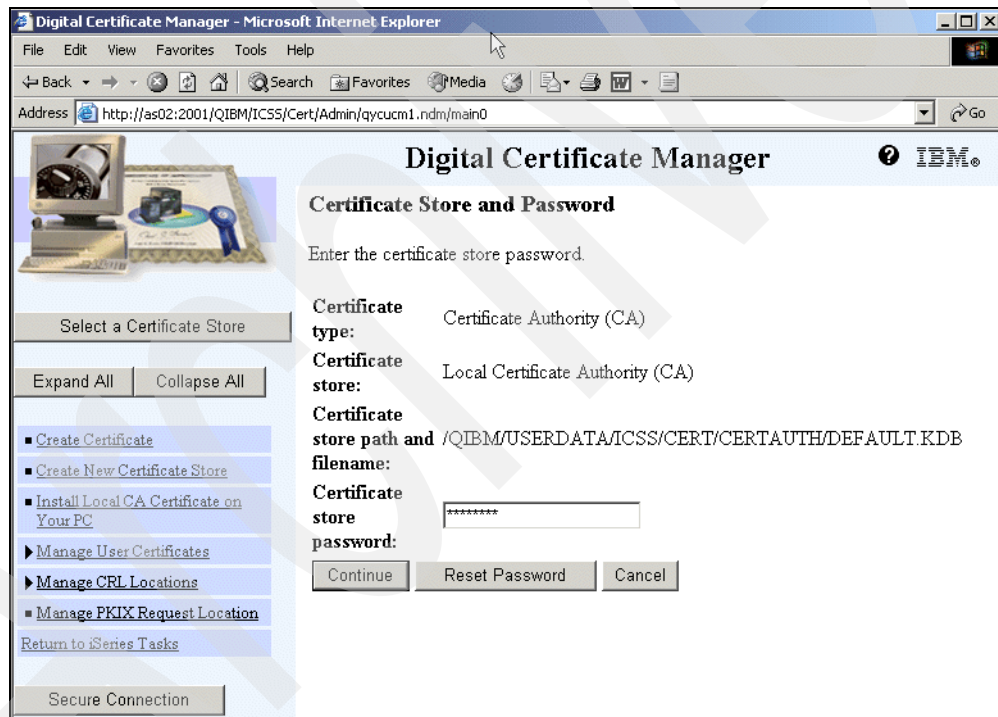 Digital Certificate Manager - Microsoft Internet Explorer
File Edit View Favorites Tools Help
Back Search Favorites Media
Address http://as02:2001/QIBM/ICSS/Cert/Admin/qycucm1.ndm/main0 Go
Digital Certificate Manager
IBM®
Certificate Store and Password
Enter the certificate store password.
Certificate type: Certificate Authority (CA)
Certificate store: Local Certificate Authority (CA)
Certificate
store path and /QIBM/USERDATA/ICSS/CERT/CERTAUTH/DEFAULT.KDB
filename:
Certificate
store ********
password:
Continue Reset Password Cancel
Select a Certificate Store
Expand All Collapse All
Create Certificate
Create New Certificate Store
Install Local CA Certificate on
Your PC
Manage User Certificates
Manage CRL Locations
Manage PKIX Request Location
Return to iSeries Tasks
Secure Connection